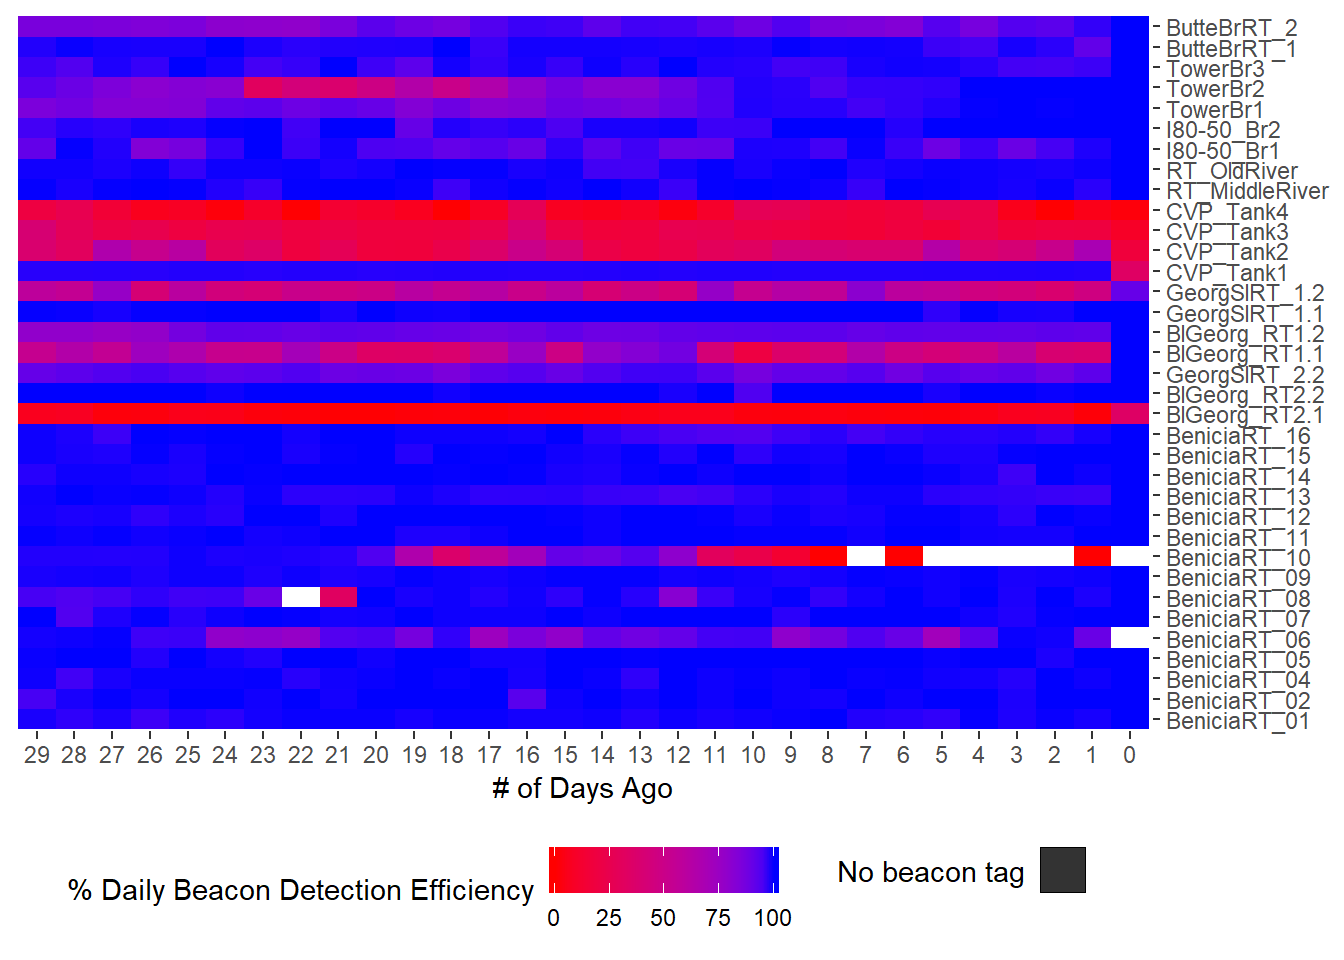 ButteBrRT_2
ButteBrRT_1
TowerBr3
TowerBr2
TowerBr1
I80-50_Br2
I80-50_Br1
RT_OldRiver
RT_MiddleRiver
CVP_Tank4
CVP_Tank3
CVP_Tank2
CVP_Tank1
GeorgSlRT_1.2
GeorgSlRT_1.1
BlGeorg_RT1.2
BlGeorg_RT1.1
GeorgSlRT_2.2
BlGeorg_RT2.2
BlGeorg_RT2.1
BeniciaRT_16
BeniciaRT_15
BeniciaRT_14
BeniciaRT_13
BeniciaRT_12
BeniciaRT_11
BeniciaRT_10
BeniciaRT_09
BeniciaRT_08
BeniciaRT_07
BeniciaRT_06
BeniciaRT_05
BeniciaRT_04
BeniciaRT_02
BeniciaRT_01
29 28 27 26 25 24 23 22 21 20 19 18 17 16 15 14 13 12 11 10 9 8 7 6 5 4 3 2 1 0
# of Days Ago
% Daily Beacon Detection Efficiency
0 25 50 75 100
No beacon tag